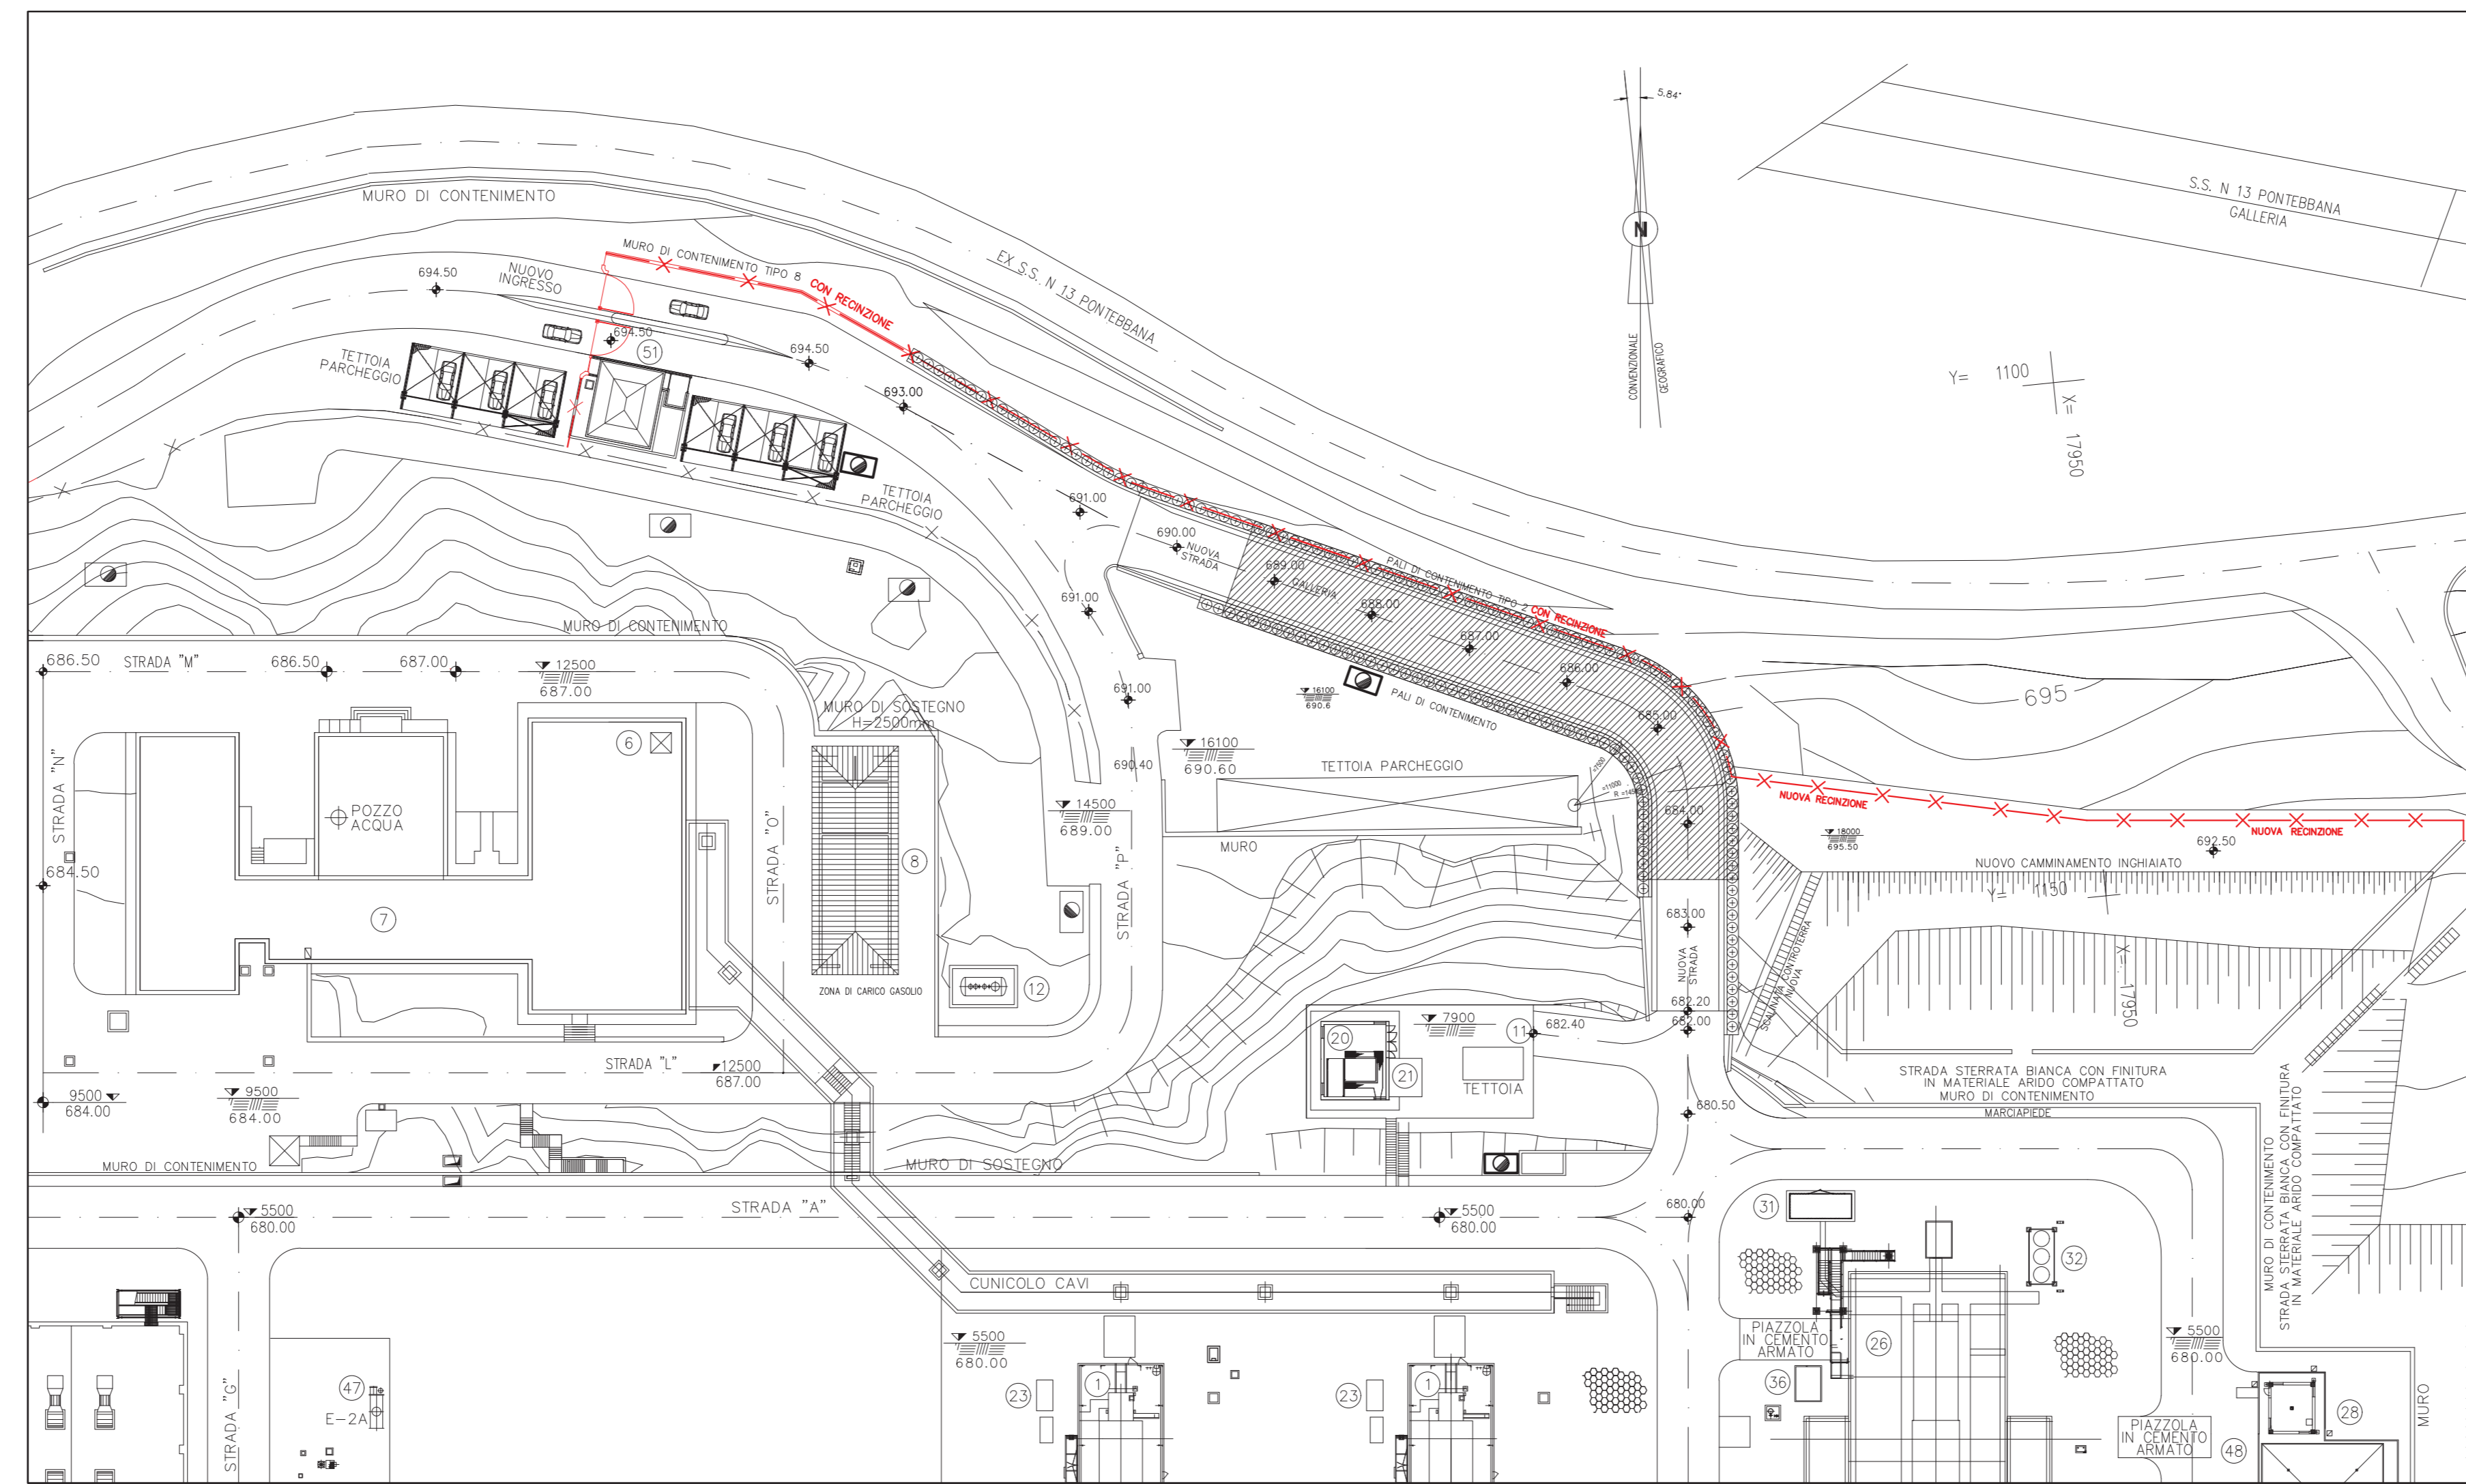 5.84°
S.S. N 13 PONTEBBANA
GALLERIA
MURO DI CONTENIMENTO
MURO DI CONTENIMENTO TIPO 8 CON RECINZIONE
EX S.S. N 13 PONTEBBANA
N
CONVENZIONALE
GEOGRAFICO
694.50
NUOVO
INGRESSO
694.50
51
694.50
TETTOIA
PARCHEGGIO
693.00
Y= 1100
X= 17950
TETTOIA
PARCHEGGIO
691.00
690.00
NUOVA
STRADA
689.00
GALLERIA
PALI DI CONTENIMENTO TIPO 2 CON RECINZIONE
691.00
688.00
687.00
686.00
685.00
684.00
MURO DI CONTENIMENTO
686.50
STRADA "M"
686.50
687.00
12500
687.00
691.00
16100
690.6
PALI DI CONTENIMENTO
695
MURO DI SOSTEGNO
H=2500mm
6
STRADA "N"
POZZO
ACQUA
690.40
16100
690.60
TETTOIA PARCHEGGIO
=7500
=11000
NUOVA RECINZIONE
NUOVA RECINZIONE
14500
689.00
MURO
18000
695.50
692.50
NUOVO CAMMINAMENTO INGHIAIATO
684.50
7
STRADA "O"
8
STRADA "P"
Y= 1150
X= 17950
683.00
NUOVA
STRADA
SCALINATA CONTROTERRA
NUOVA
ZONA DI CARICO GASOLIO
12
682.20
682.00
20
7900
11
682.40
21
TETTOIA
STRADA "L"
12500
687.00
9500
684.00
9500
684.00
STRADA STERRATA BIANCA CON FINITURA
IN MATERIALE ARIDO COMPATTATO
MURO DI CONTENIMENTO
MARCIAPIEDE
680.50
MURO DI CONTENIMENTO
STRADA STERRATA BIANCA CON FINITURA
IN MATERIALE ARIDO COMPATTATO
MURO DI CONTENIMENTO
MURO DI SOSTEGNO
STRADA "A"
5500
680.00
5500
680.00
680.00
31
32
CUNICOLO CAVI
5500
680.00
PIAZZOLA
IN CEMENTO
ARMATO
26
5500
680.00
STRADA "G"
47
E-2A
23
1
23
1
36
28
MURO
PIAZZOLA
IN CEMENTO
ARMATO
48